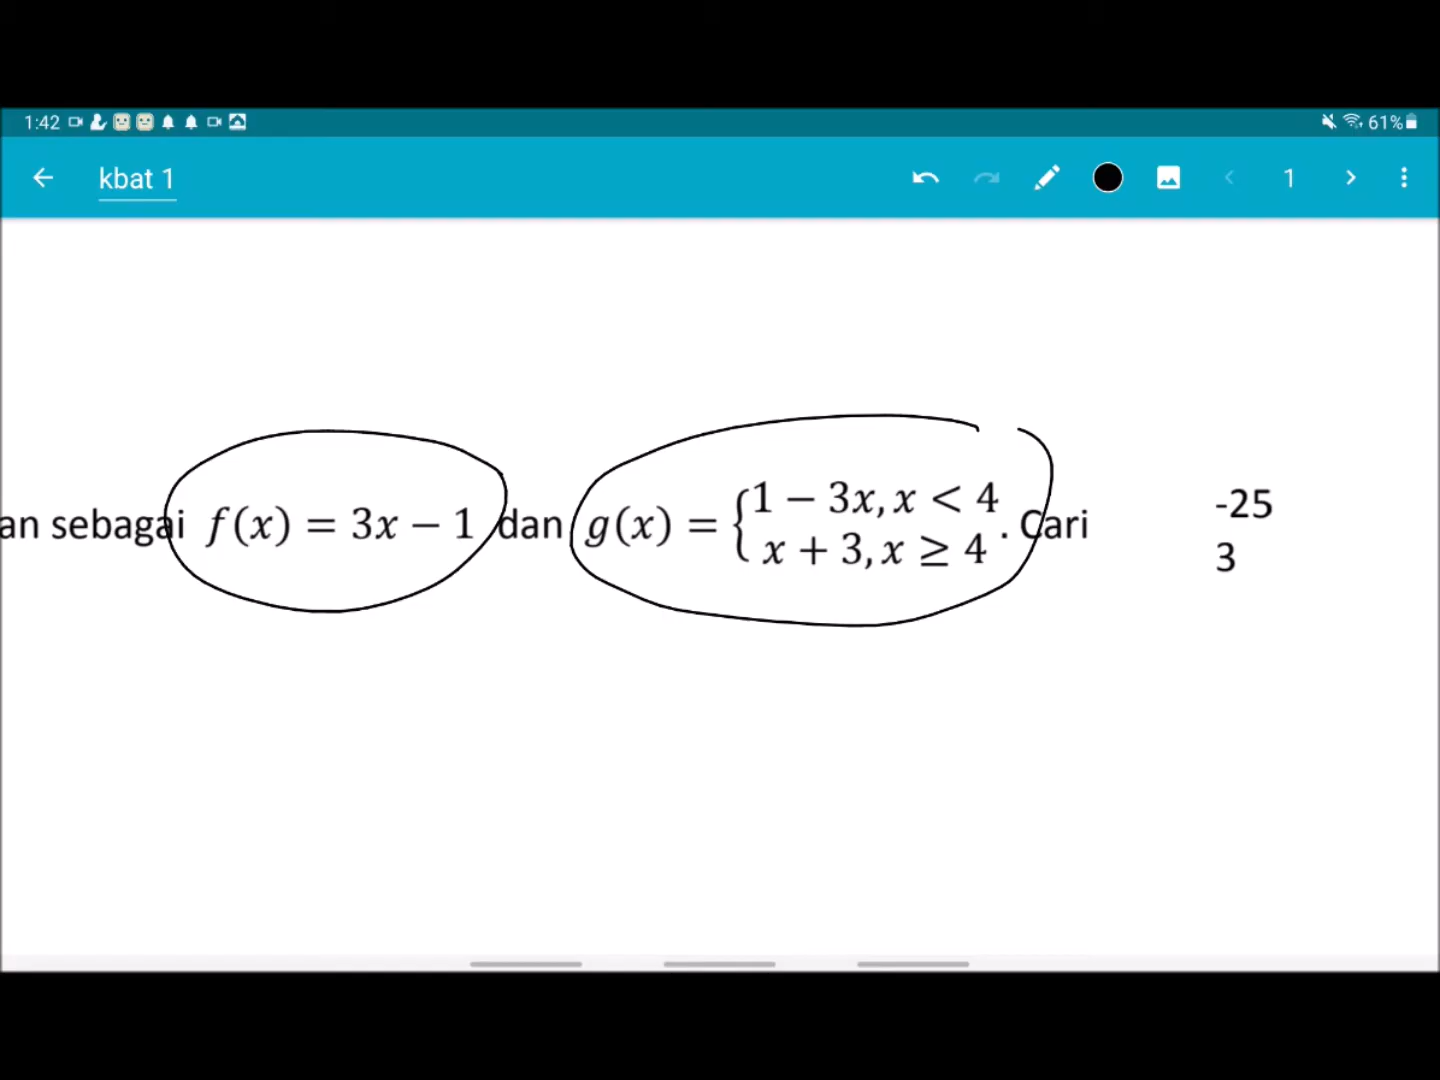 1:42 61%
kbat 1 1
an sebagai f(x) = 3x − 1 dan g(x) = { 1 − 3x, x < 4 . Cari
x + 3, x ≥ 4
-25
3